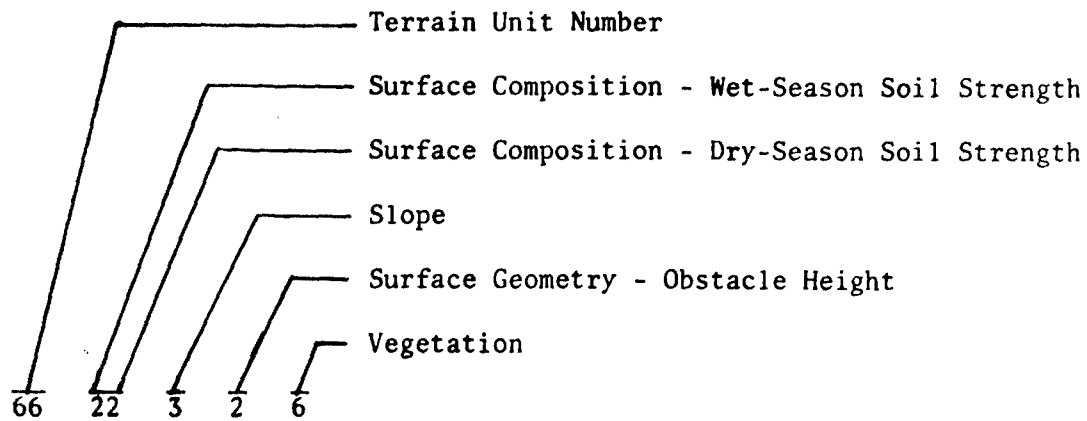 Terrain Unit Number
Surface Composition - Wet-Season Soil Strength
Surface Composition - Dry-Season Soil Strength
Slope
Surface Geometry - Obstacle Height
Vegetation
66 22 3 2 6